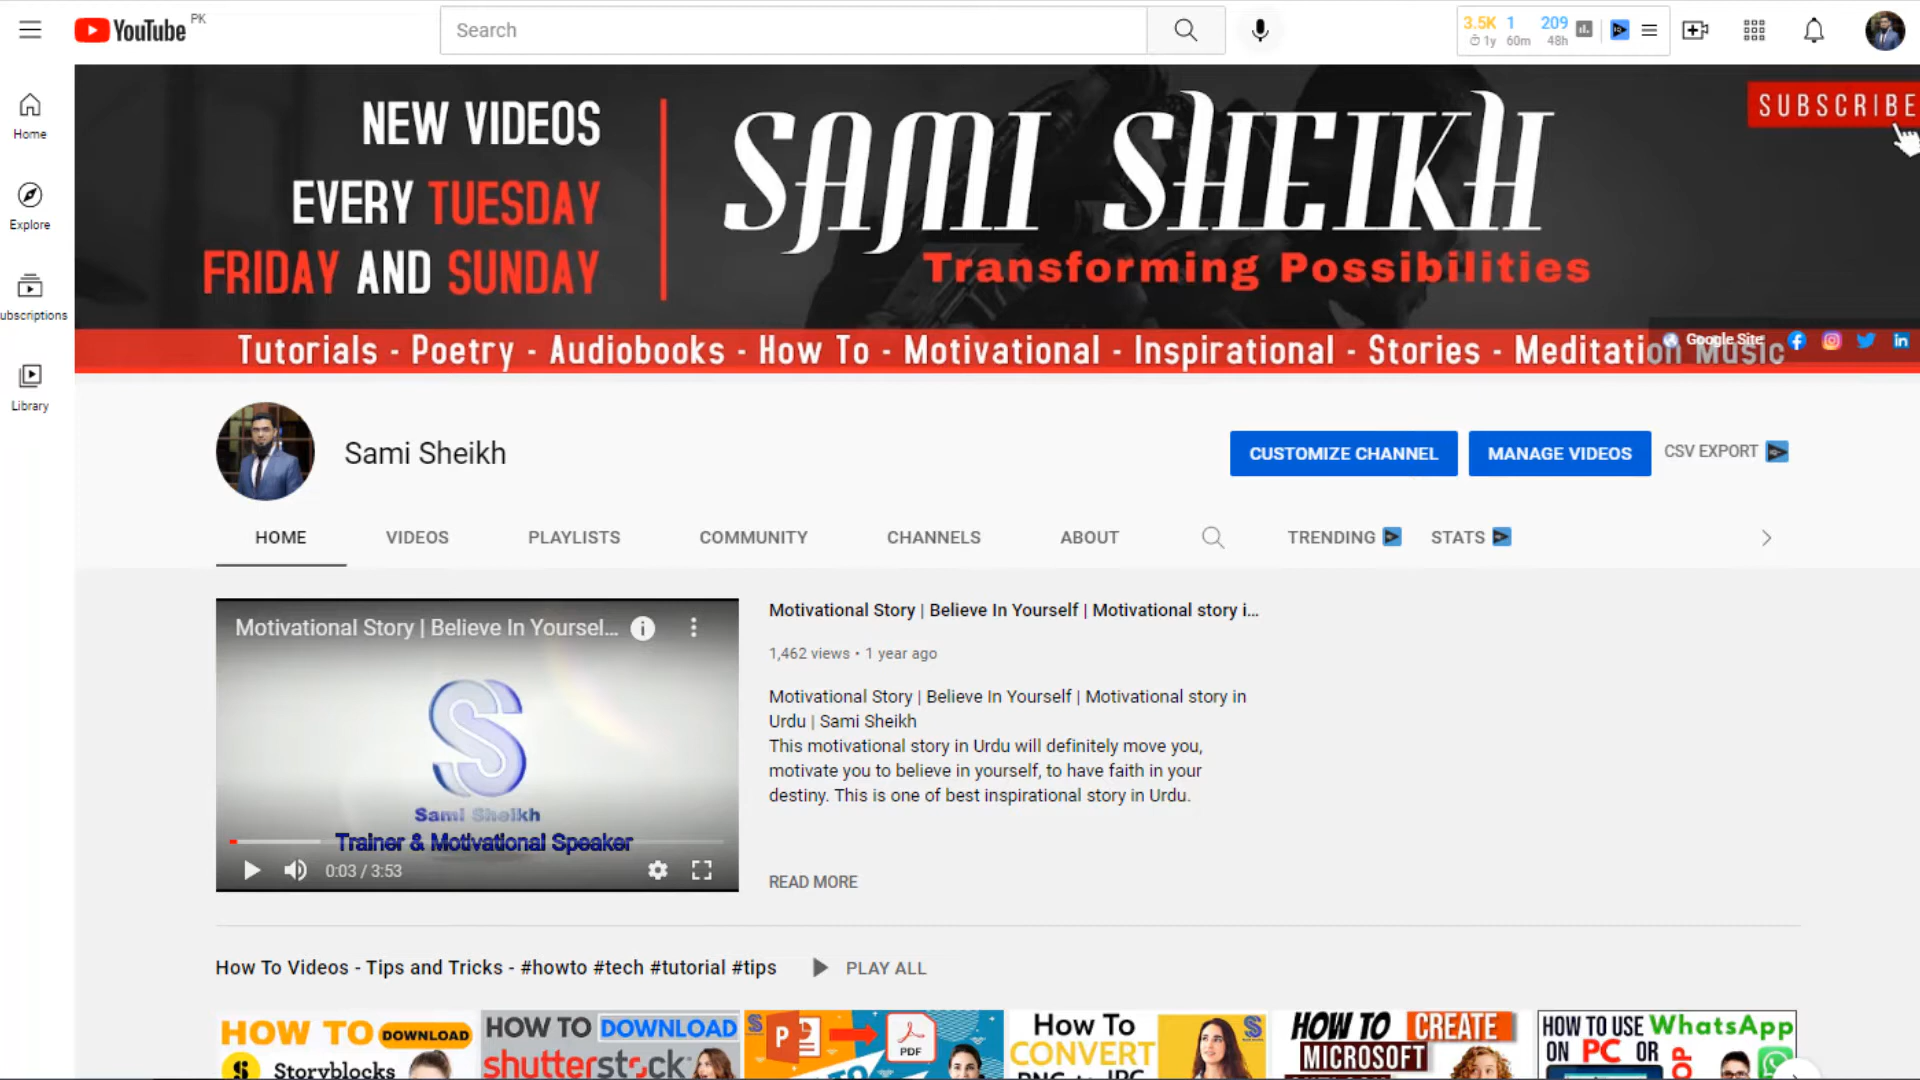 YouTube PK
Search
3.5K 1 209
1y 60m 48h
Home
Explore
ubscriptions
Library
NEW VIDEOS
EVERY TUESDAY
FRIDAY AND SUNDAY
SAMI SHEIKH
Transforming Possibilities
SUBSCRIBE
Tutorials - Poetry - Audiobooks - How To - Motivational - Inspirational - Stories - Meditation Music
Google Site
Sami Sheikh
CUSTOMIZE CHANNEL
MANAGE VIDEOS
CSV EXPORT
HOME VIDEOS PLAYLISTS COMMUNITY CHANNELS ABOUT TRENDING STATS
Motivational Story | Believe In Yoursel...
Sami Sheikh
Trainer & Motivational Speaker
0:03 / 3:53
Motivational Story | Believe In Yourself | Motivational story i...
1,462 views • 1 year ago
Motivational Story | Believe In Yourself | Motivational story in
Urdu | Sami Sheikh
This motivational story in Urdu will definitely move you,
motivate you to believe in yourself, to have faith in your
destiny. This is one of best inspirational story in Urdu.
READ MORE
How To Videos - Tips and Tricks - #howto #tech #tutorial #tips
PLAY ALL
HOW TO DOWNLOAD
Storyblocks
HOW TO DOWNLOAD
shutterstock
P
PDF
TO
How To
CONVERT
HOW TO CREATE
MICROSOFT
HOW TO USE WhatsApp
ON PC OR